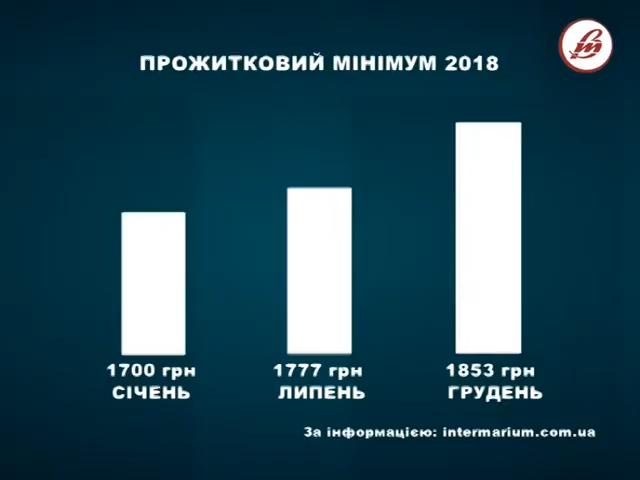 ПРОЖИТКОВИЙ МІНІМУМ 2018
1700 грн 1777 грн 1853 грн
СІЧЕНЬ ЛИПЕНЬ ГРУДЕНЬ
За інформацією: intermarium.com.ua